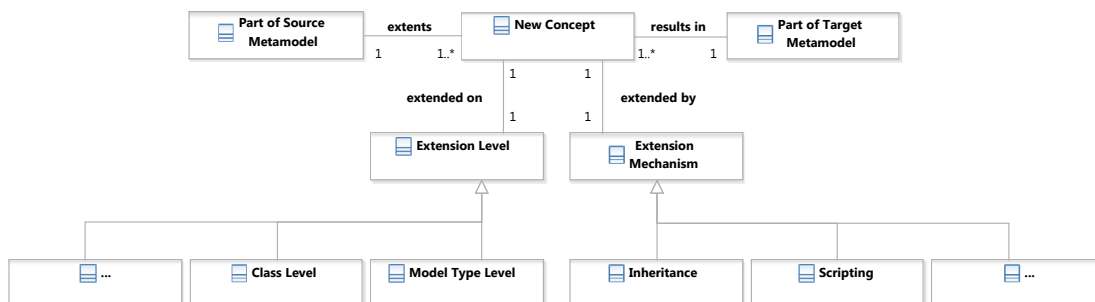 Part of Source
Metamodel
extents
1
1..*
New Concept
results in
1..*
1
Part of Target
Metamodel
1
1
extended on
extended by
1
1
Extension Level
Extension
Mechanism
...
Class Level
Model Type Level
Inheritance
Scripting
...